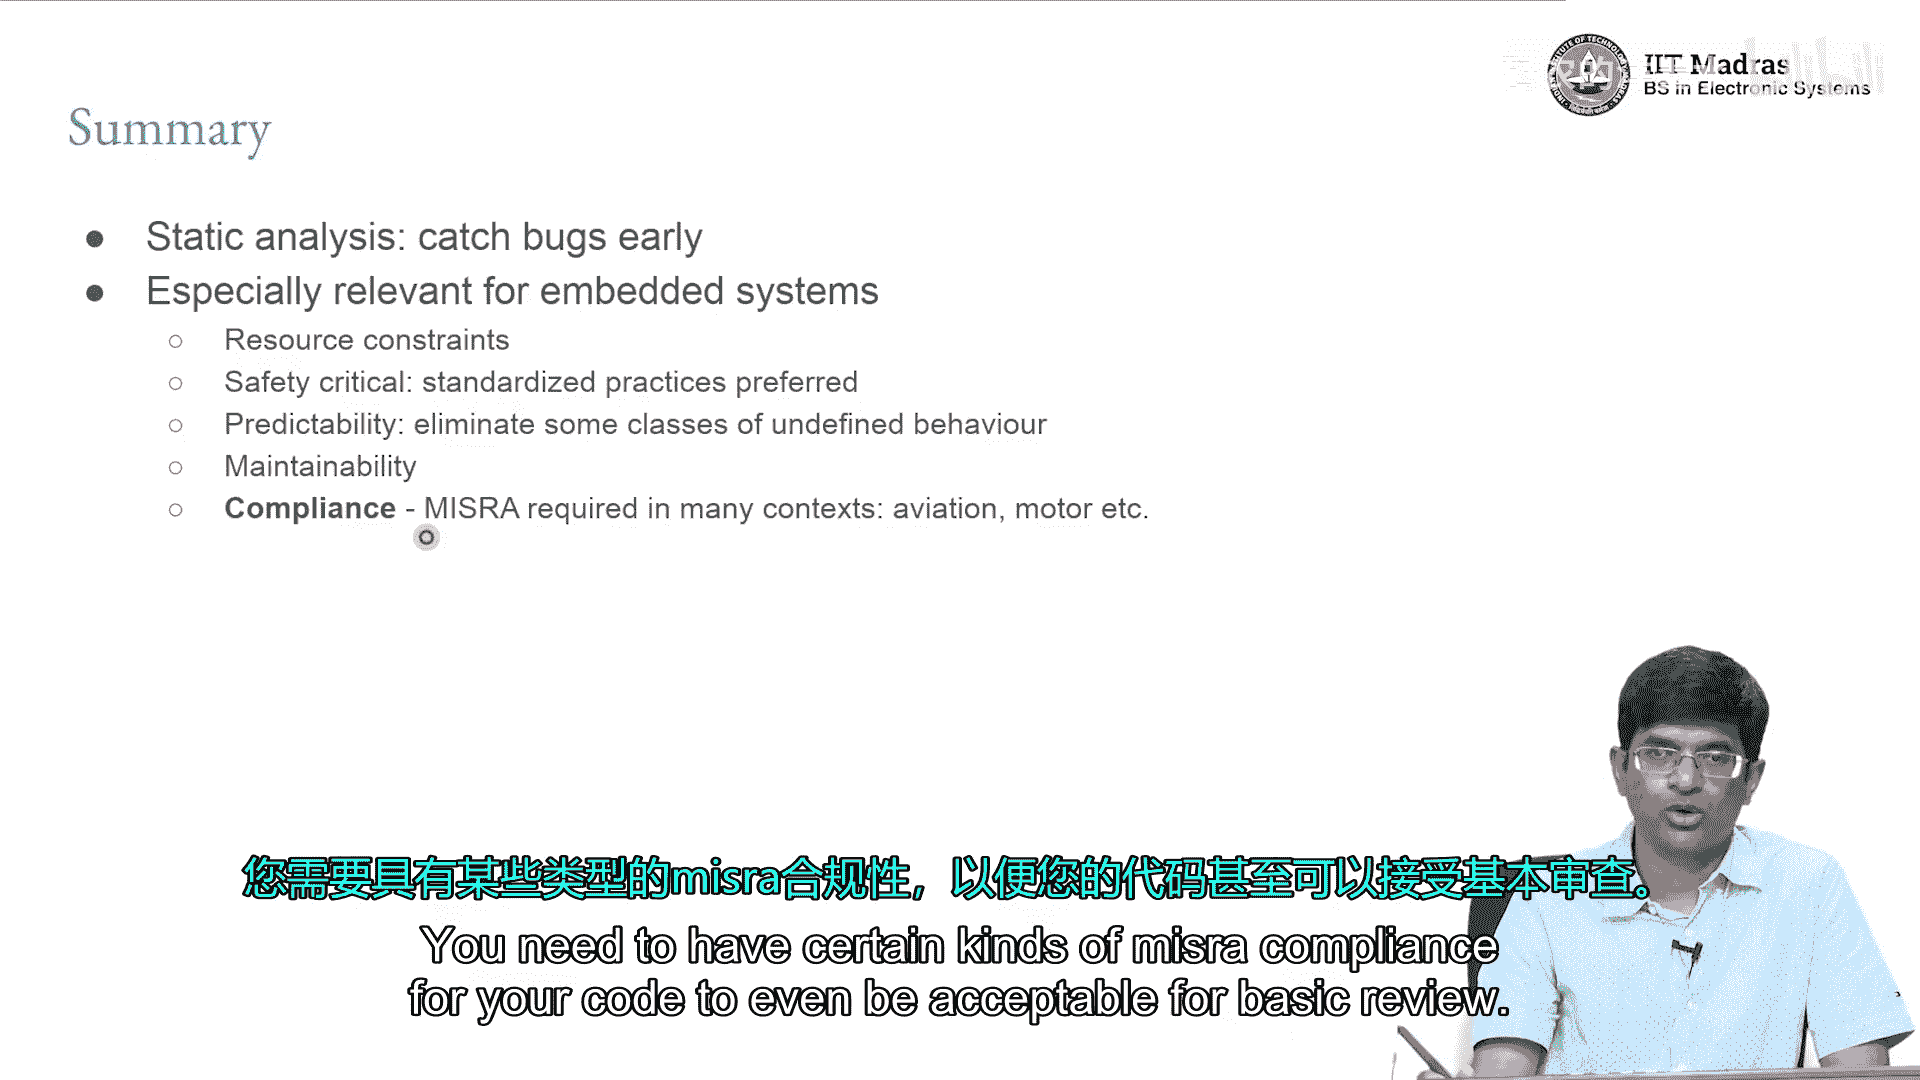 IIT Madras
BS in Electronic Systems
Summary
● Static analysis: catch bugs early
● Especially relevant for embedded systems
○ Resource constraints
○ Safety critical: standardized practices preferred
○ Predictability: eliminate some classes of undefined behaviour
○ Maintainability
○ Compliance - MISRA required in many contexts: aviation, motor etc.
您需要具有某些类型的misra合规性，以便您的代码甚至可以接受基本审查。
You need to have certain kinds of misra compliance
for your code to even be acceptable for basic review.